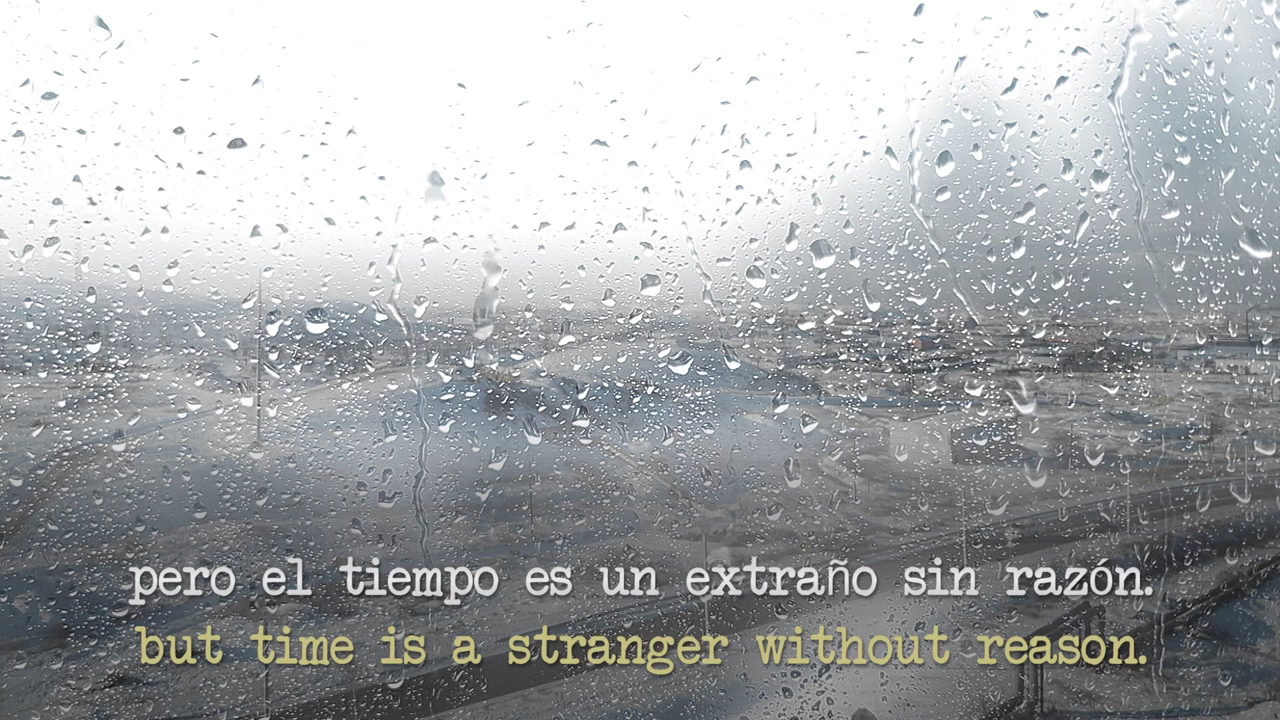 pero el tiempo es un extraño sin razón.
but time is a stranger without reason.